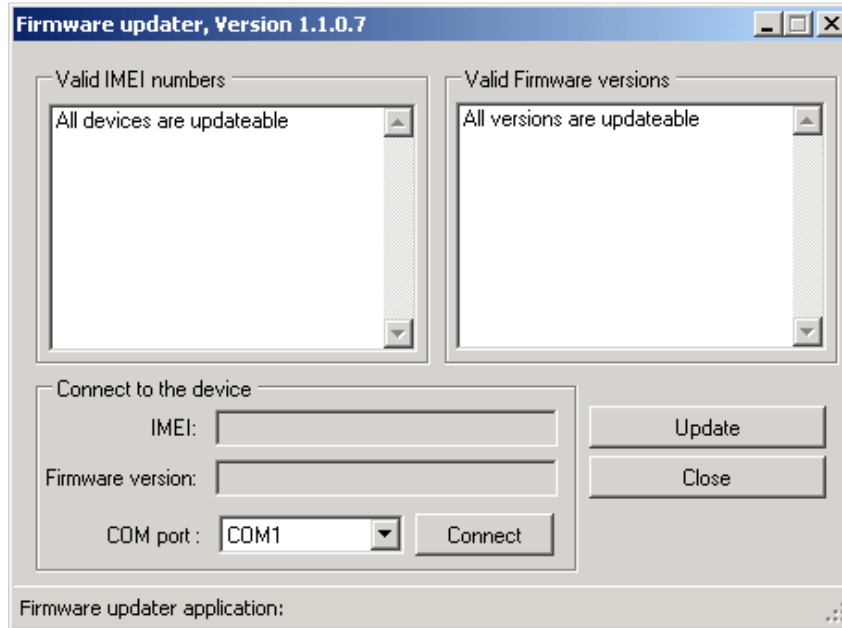 Firmware updater, Version 1.1.0.7
Valid IMEI numbers
All devices are updateable
Valid Firmware versions
All versions are updateable
Connect to the device
IMEI:
Firmware version:
COM port :
COM1
Connect
Update
Close
Firmware updater application: